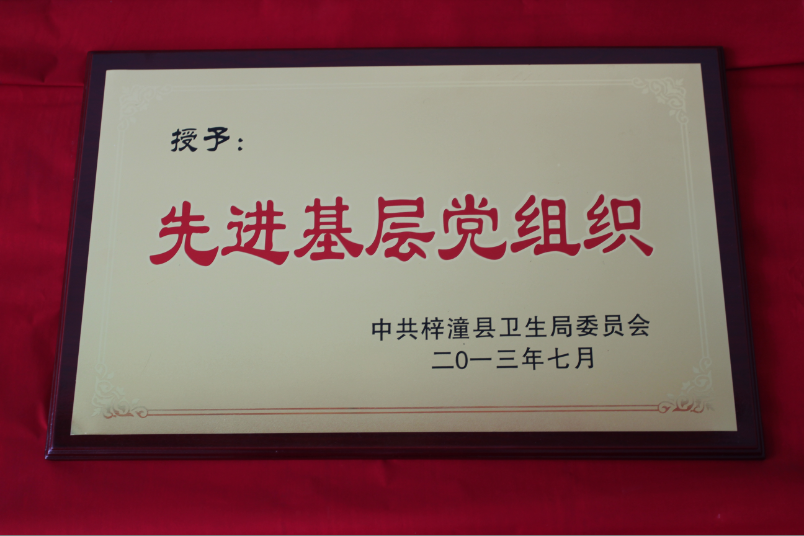 授予：
先进基层党组织
中共梓潼县卫生局委员会
二0一三年七月